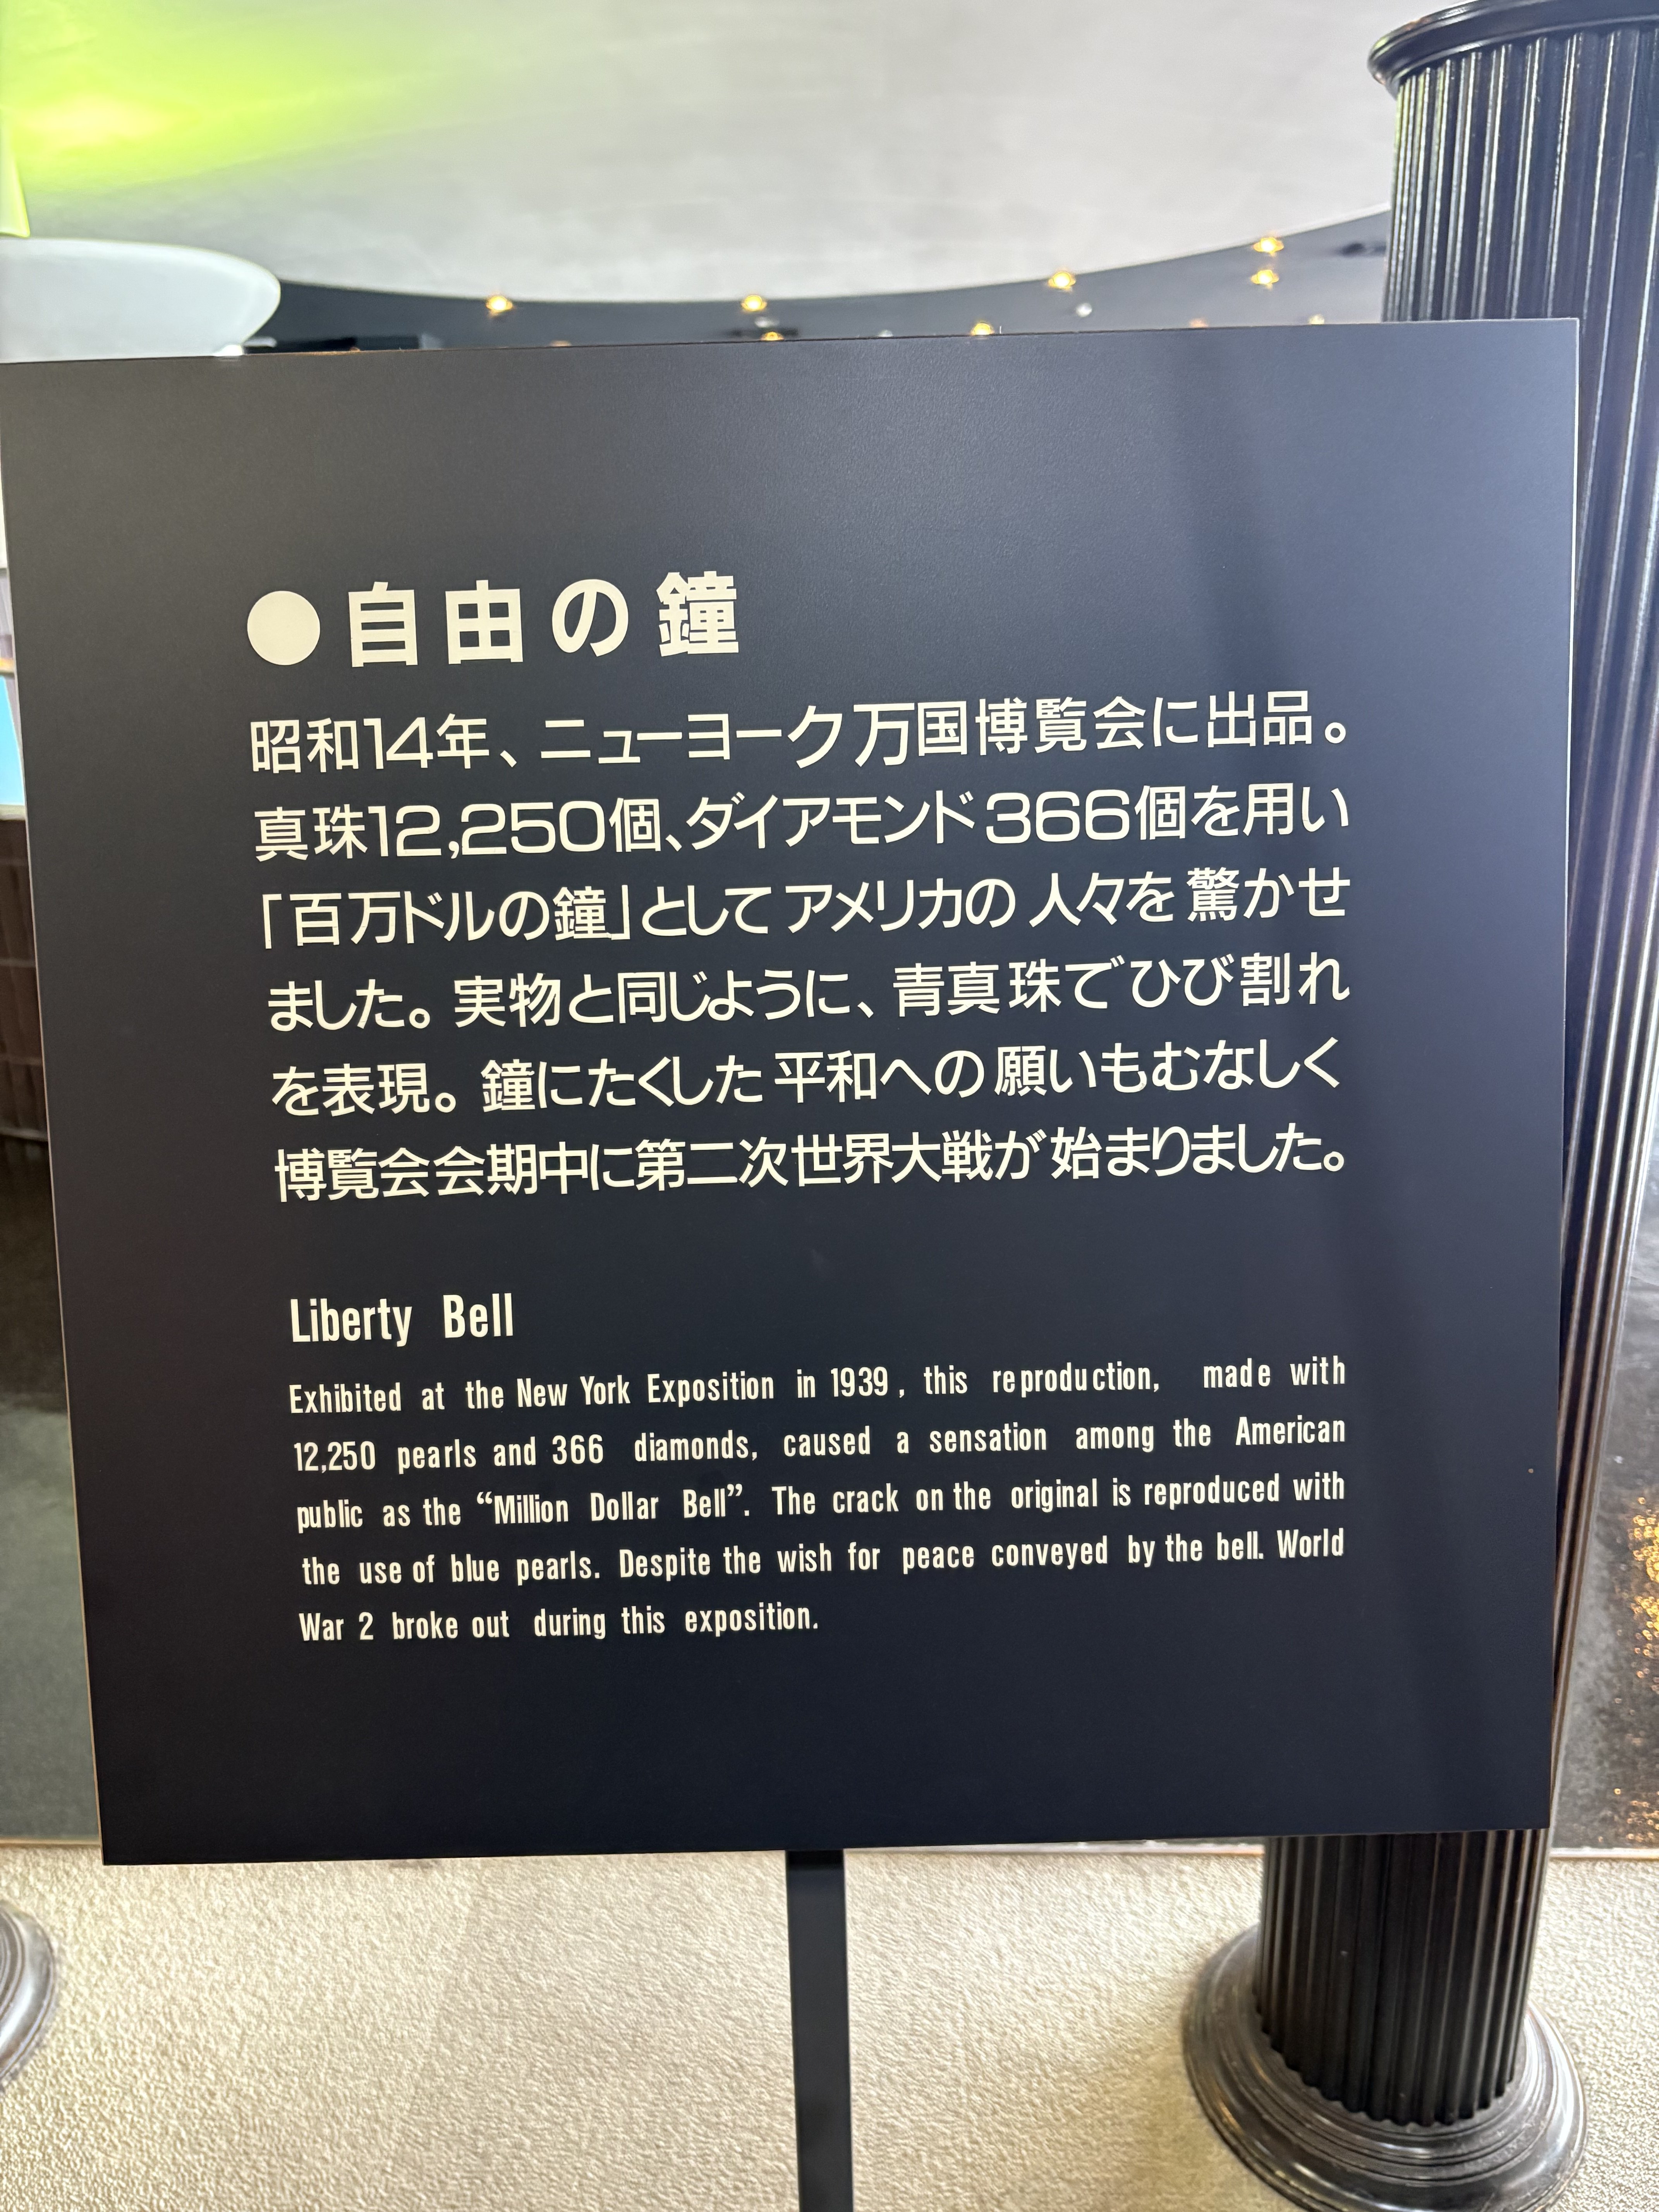 ●自由の鐘
昭和14年、ニューヨーク万国博覧会に出品。
真珠12,250個、ダイアモンド366個を用い
「百万ドルの鐘」としてアメリカの人々を驚かせ
ました。実物と同じように、青真珠でひび割れ
を表現。鐘にたくした平和への願いもむなしく
博覧会会期中に第二次世界大戦が始まりました。
Liberty Bell
Exhibited at the New York Exposition in 1939, this reproduction, made with
12,250 pearls and 366 diamonds, caused a sensation among the American
public as the “Million Dollar Bell”. The crack on the original is reproduced with
the use of blue pearls. Despite the wish for peace conveyed by the bell. World
War 2 broke out during this exposition.